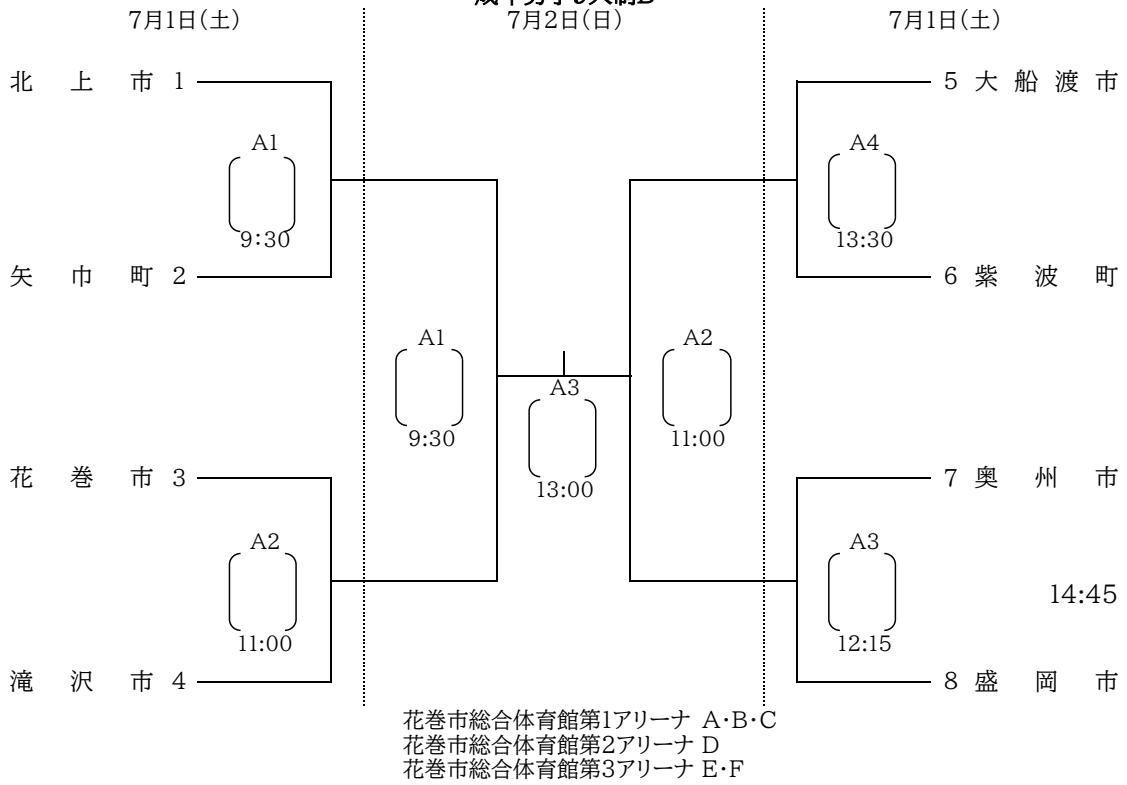 7月1日(土)
7月2日(日)
7月1日(土)
北上市 1
5 大船渡市
A1
9:30
A4
13:30
矢巾町 2
6 紫波町
A1
9:30
A3
13:00
A2
11:00
花巻市 3
7 奥州市
A2
11:00
A3
12:15
14:45
滝沢市 4
8 盛岡市
花巻市総合体育館第1アリーナ A・B・C
花巻市総合体育館第2アリーナ D
花巻市総合体育館第3アリーナ E・F